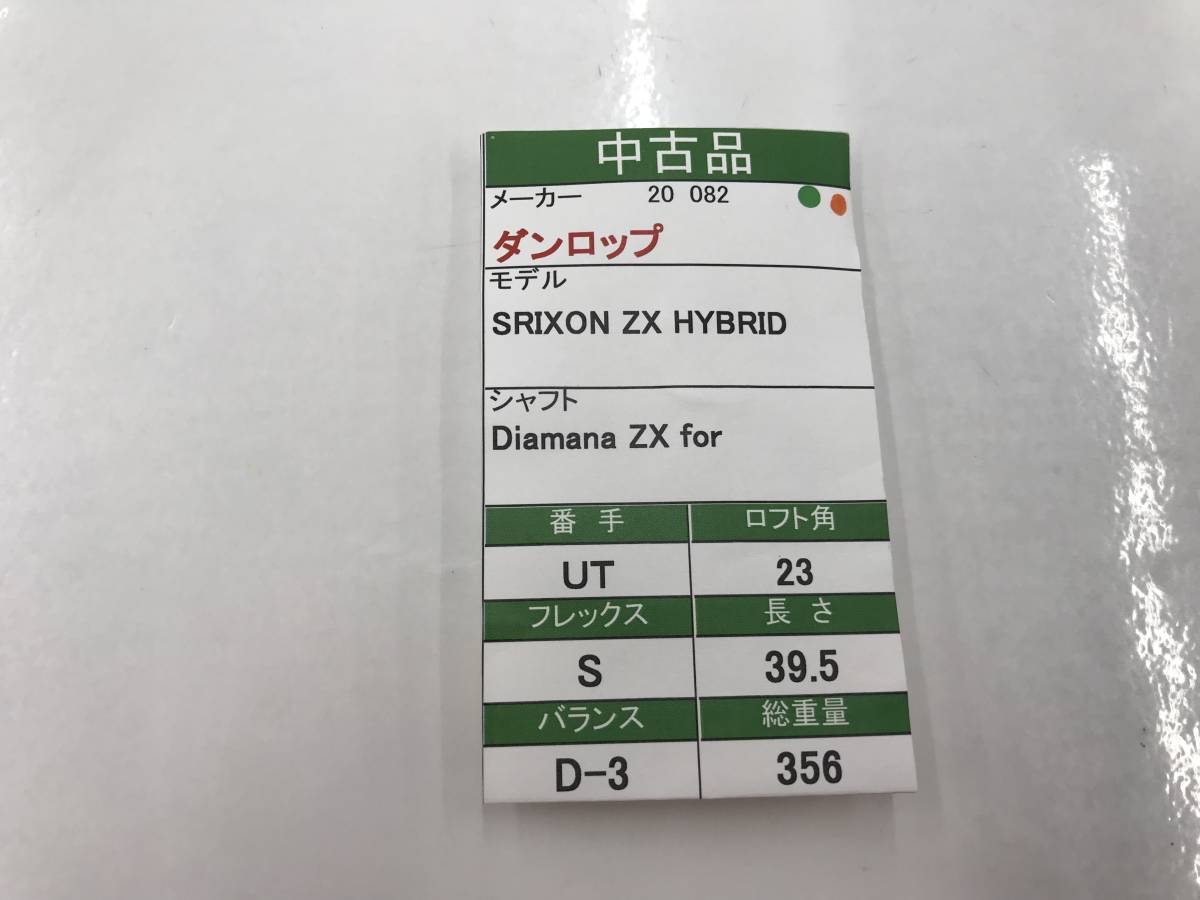 中古品
メーカー 20 082
ダンロップ
モデル
SRIXON ZX HYBRID
シャフト
Diamana ZX for
番 手 ロフト角
UT 23
フレックス 長 さ
S 39.5
バランス 総重量
D-3 356